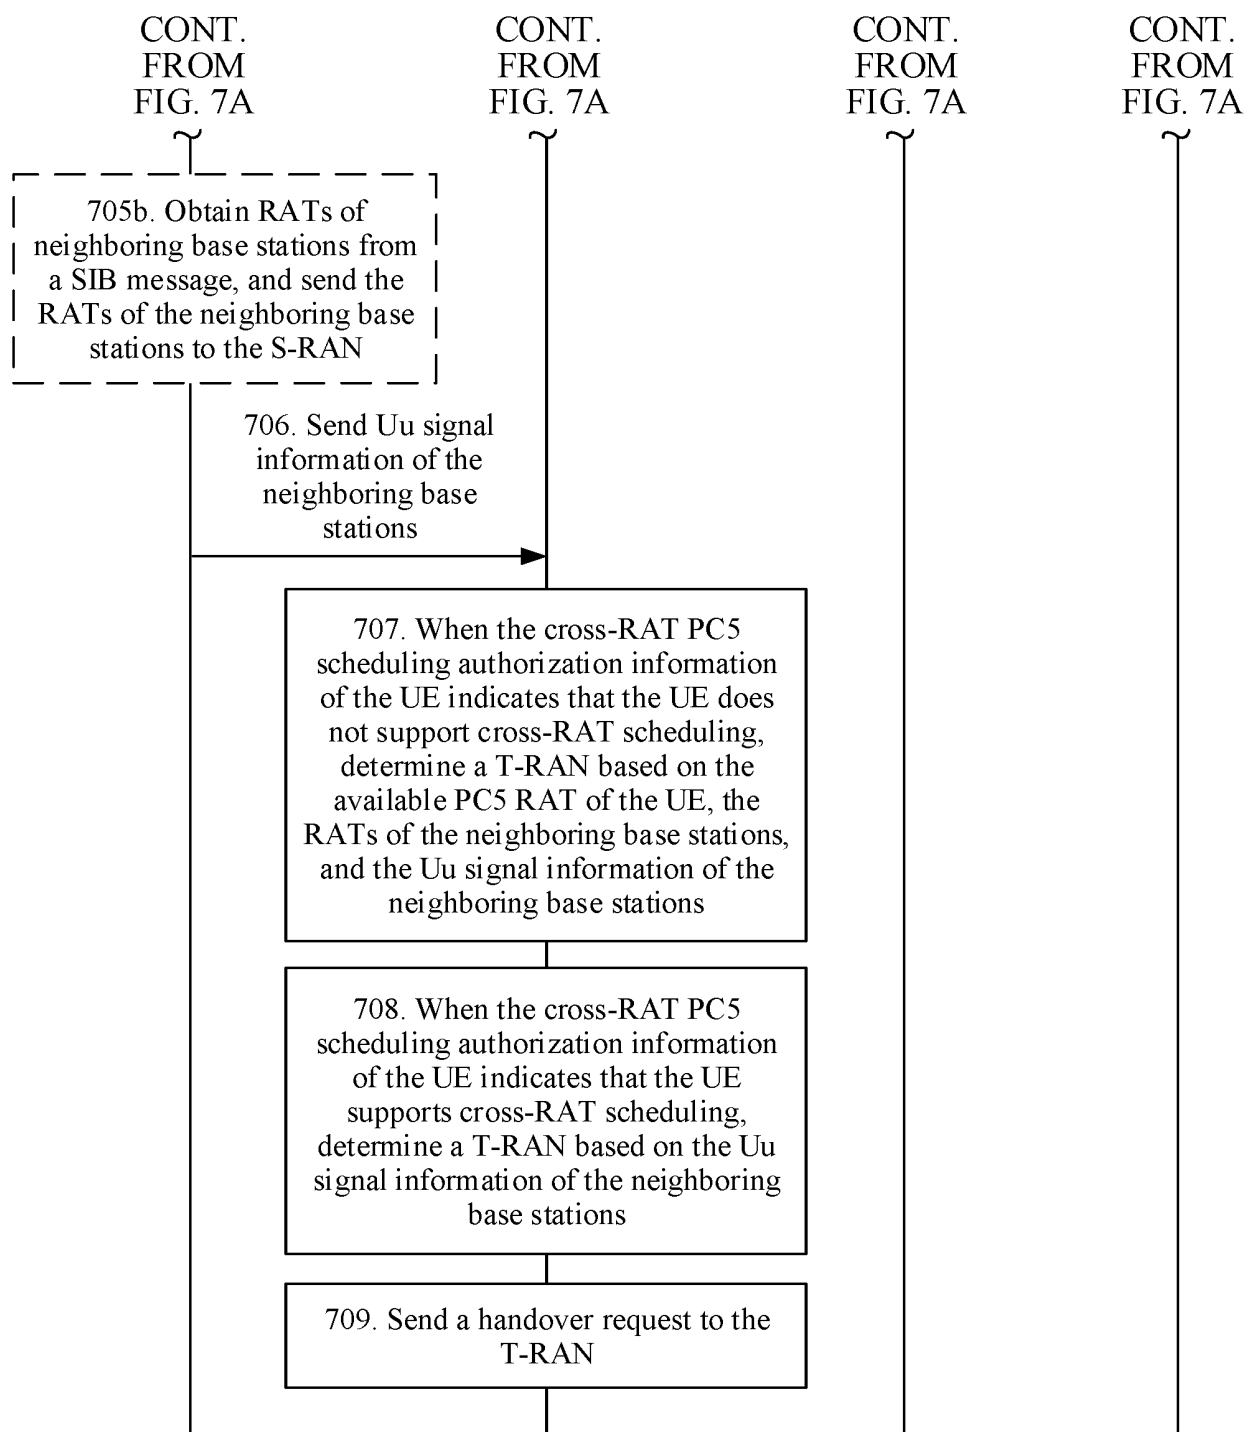 CONT.
FROM
FIG. 7A
CONT.
FROM
FIG. 7A
CONT.
FROM
FIG. 7A
CONT.
FROM
FIG. 7A
705b. Obtain RATs of
neighboring base stations from
a SIB message, and send the
RATs of the neighboring base
stations to the S-RAN
706. Send Uu signal
information of the
neighboring base
stations
707. When the cross-RAT PC5
scheduling authorization information
of the UE indicates that the UE does
not support cross-RAT scheduling,
determine a T-RAN based on the
available PC5 RAT of the UE, the
RATs of the neighboring base stations,
and the Uu signal information of the
neighboring base stations
708. When the cross-RAT PC5
scheduling authorization information
of the UE indicates that the UE
supports cross-RAT scheduling,
determine a T-RAN based on the Uu
signal information of the neighboring
base stations
709. Send a handover request to the
T-RAN